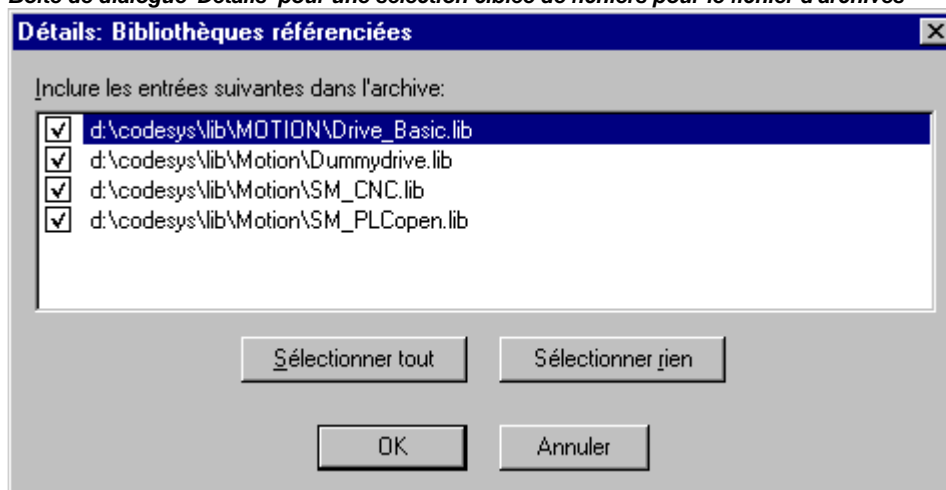 Boîte de dialogue 'Détails' pour une sélection ciblée de fichiers pour le fichier d'archives
Détails: Bibliothèques référenciées
Inclure les entrées suivantes dans l'archive:
d:\codesys\lib\MOTION\Drive_Basic.lib
d:\codesys\lib\Motion\Dummydrive.lib
d:\codesys\lib\Motion\SM_CNC.lib
d:\codesys\lib\Motion\SM_PLCopen.lib
Sélectionner tout Sélectionner rien
OK Annuler